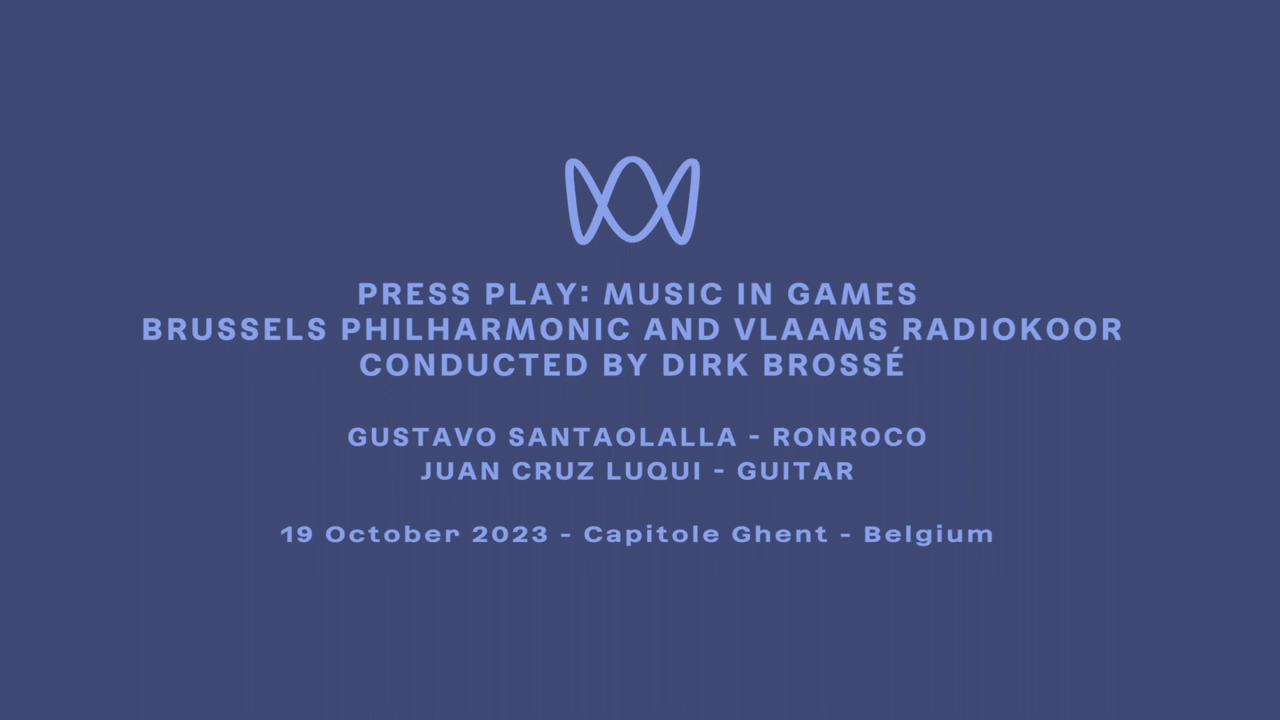 PRESS PLAY: MUSIC IN GAMES
BRUSSELS PHILHARMONIC AND VLAAMS RADIOKOOR
CONDUCTED BY DIRK BROSSÉ
GUSTAVO SANTAOLALLA - RONROCO
JUAN CRUZ LUQUI - GUITAR
19 October 2023 - Capitole Ghent - Belgium